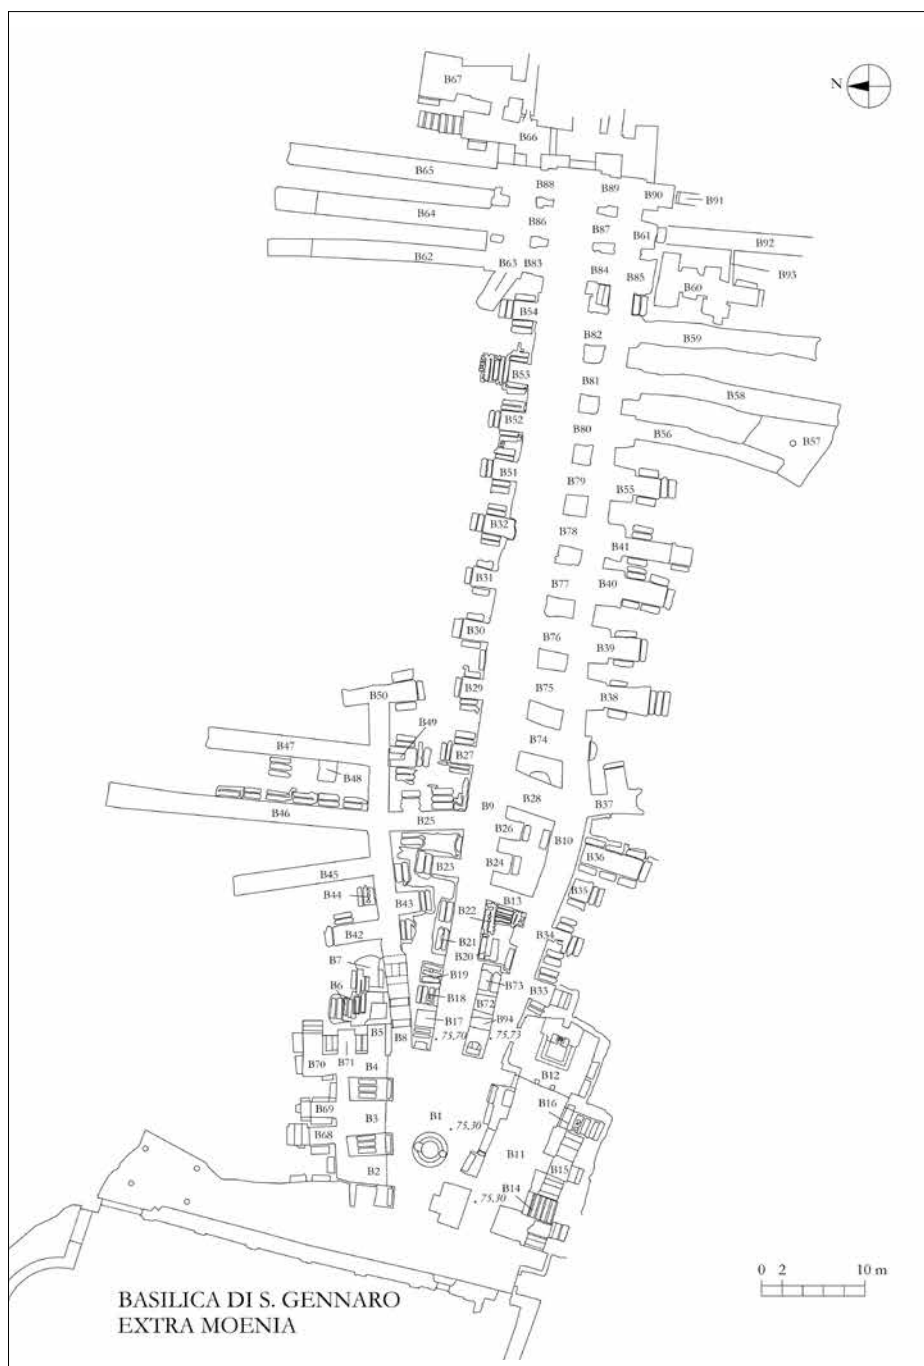 B67
N
B66
B65
B88
B89
B90
B91
B64
B86
B87
B61
B92
B62
B63
B83
B84
B85
B60
B93
B54
B82
B59
B53
B81
B58
B52
B80
B56
B57
B51
B79
B55
B32
B78
B41
B31
B77
B40
B30
B76
B39
B50
B29
B75
B38
B49
B47
B27
B74
B48
B9
B28
B37
B46
B25
B26
B10
B24
B36
B23
B45
B35
B44
B43
B22
B13
B42
B21
B34
B20
B7
B19
B73
B6
B18
B72
B33
B17
B94
B5
B8
75,70
75,73
B70
B71
B4
B12
B16
B69
B3
B1
75,30
B68
B11
B2
B15
B14
75,30
0 2 10 m
BASILICA DI S. GENNARO
EXTRA MOENIA